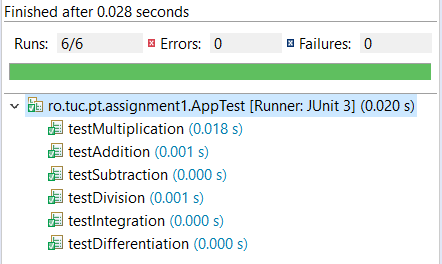 Finished after 0.028 seconds
Runs: 6/6 Errors: 0 Failures: 0
ro.tuc.pt.assignment1.AppTest [Runner: JUnit 3] (0.020 s)
testMultiplication (0.018 s)
testAddition (0.001 s)
testSubtraction (0.000 s)
testDivision (0.001 s)
testIntegration (0.000 s)
testDifferentiation (0.000 s)